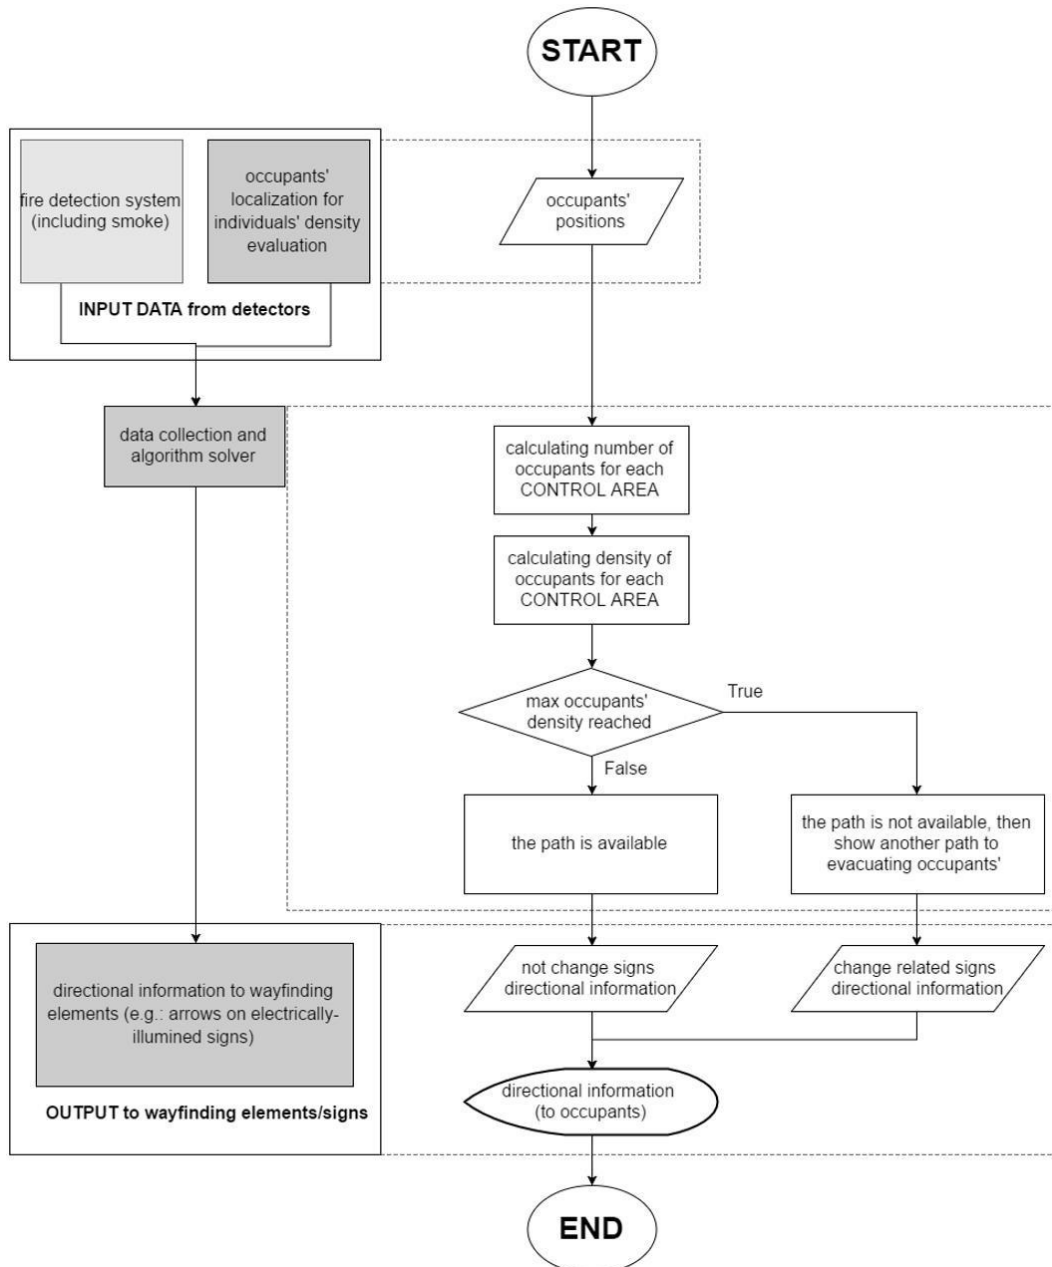 START
fire detection system
(including smoke)
occupants'
localization for
individuals' density
evaluation
INPUT DATA from detectors
occupants'
positions
data collection and
algorithm solver
calculating number of
occupants for each
CONTROL AREA
calculating density of
occupants for each
CONTROL AREA
max occupants'
density reached
True
False
the path is available
the path is not available, then
show another path to
evacuating occupants'
directional information to wayfinding
elements (e.g.: arrows on electrically-
illumined signs)
OUTPUT to wayfinding elements/signs
not change signs
directional information
change related signs
directional information
directional information
(to occupants)
END